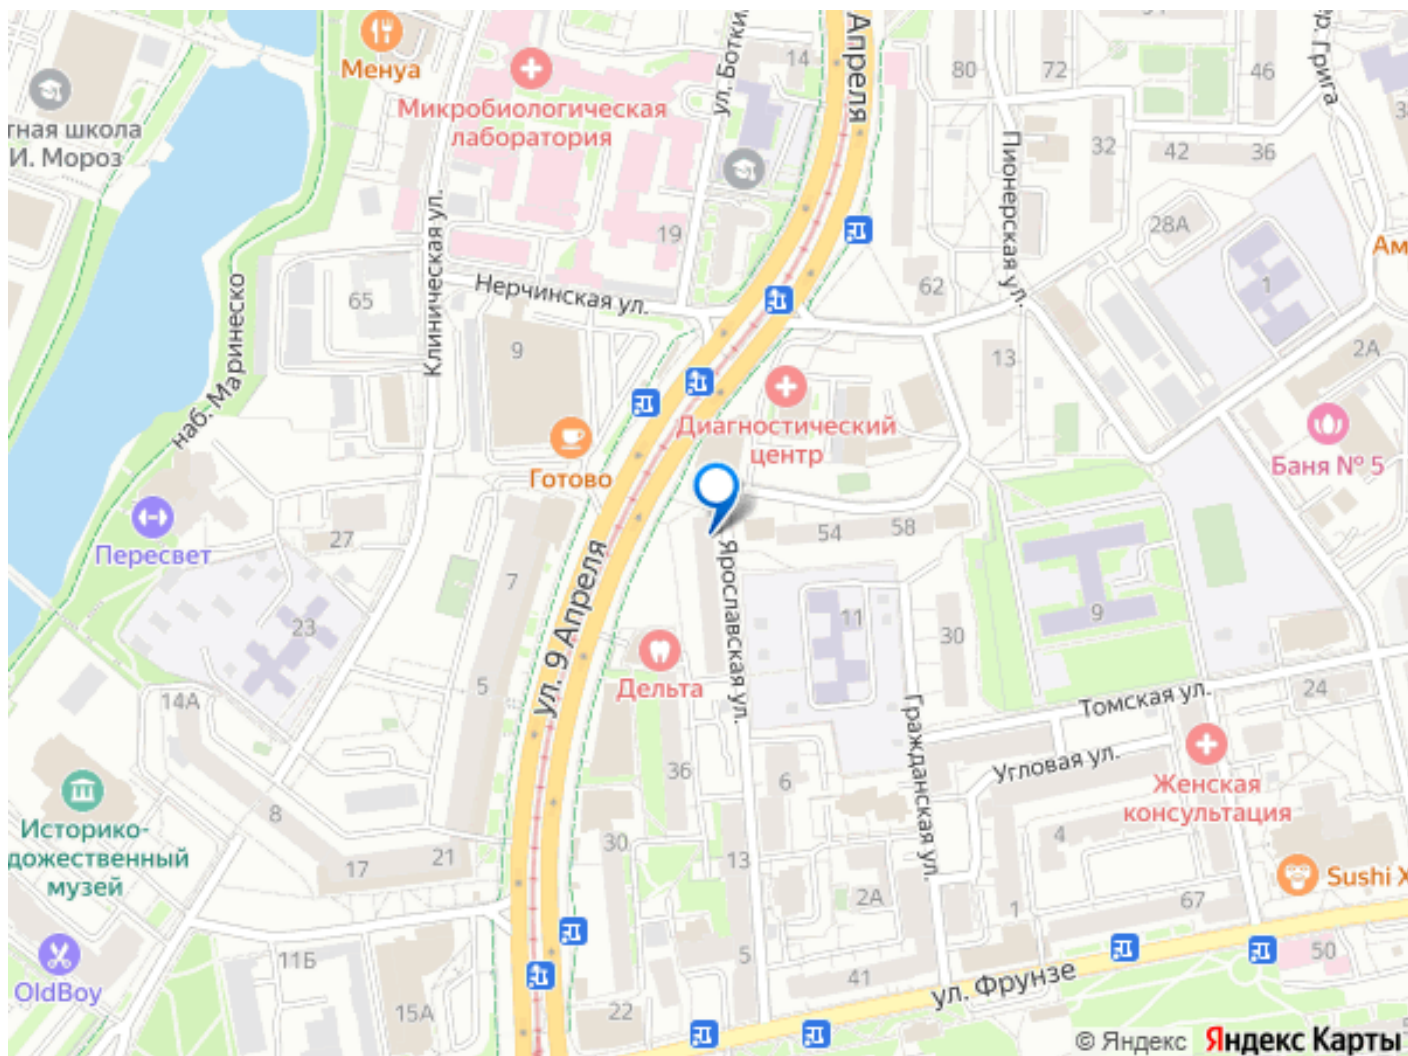 Менуа
Микробиологическая
лаборатория
тная школа
И. Мороз
ул. Ботки
14
Апреля
80
72
46
р. Грига
32
42
36
Пионерская ул.
28А
1
Ам
19
62
Клиническая ул.
Нерчинская ул.
65
9
наб. Маринеско
13
2А
Диагностический
центр
Баня № 5
Готово
Пересвет
27
54
58
7
ул. 9 Апреля
Ярославская ул.
11
9
30
23
Дельта
5
14А
Томская ул.
24
Гражданская ул.
Угловая ул.
Женская
консультация
36
6
8
Историко-
дожественный
музей
30
4
17
21
13
2А
1
67
Sushi X
OldBoy
11Б
15А
22
5
41
ул. Фрунзе
50
© Яндекс Яндекс Карты